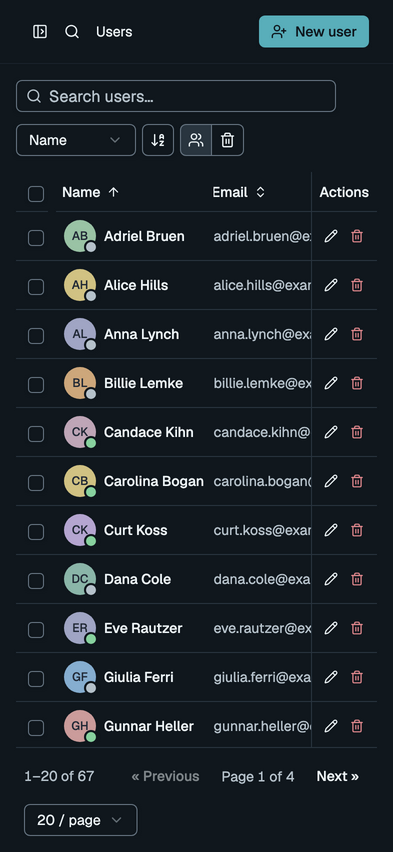 Users
New user
Search users...
Name
Name Email Actions
AB Adriel Bruen adriel.bruen@e
AH Alice Hills alice.hills@exar
AL Anna Lynch anna.lynch@exa
BL Billie Lemke billie.lemke@ex
CK Candace Kihn candace.kihn@
CB Carolina Bogan carolina.bogan
CK Curt Koss curt.koss@exar
DC Dana Cole dana.cole@exa
ER Eve Rautzer eve.rautzer@ex
GF Giulia Ferri giulia.ferri@exa
GH Gunnar Heller gunnar.heller@
1–20 of 67 « Previous Page 1 of 4 Next »
20 / page